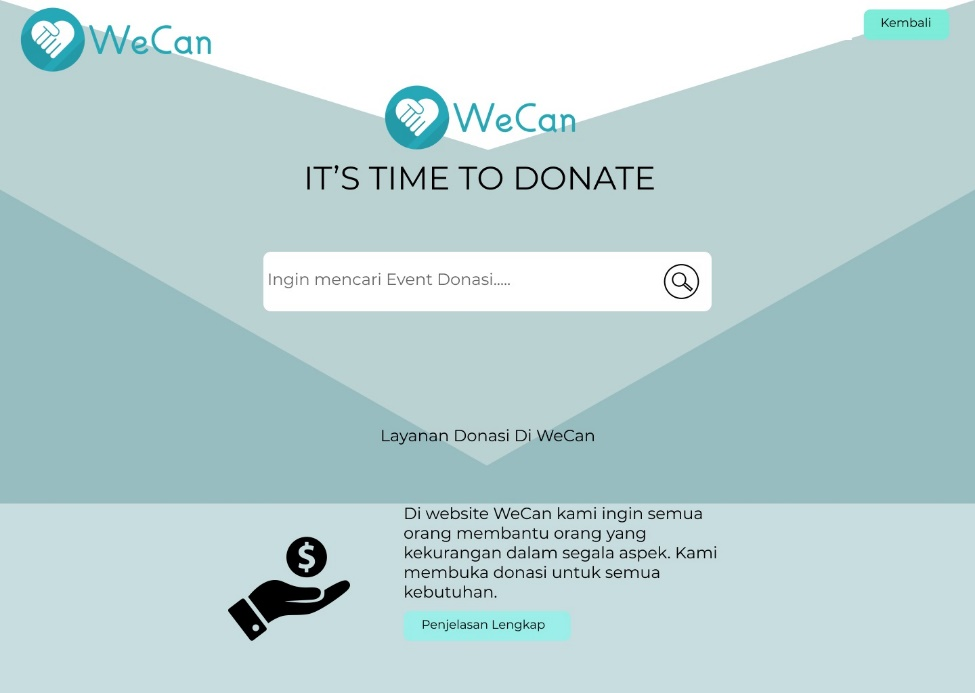 WeCan
Kembali
WeCan
IT’S TIME TO DONATE
Ingin mencari Event Donasi.....
Layanan Donasi Di WeCan
Di website WeCan kami ingin semua
orang membantu orang yang
kekurangan dalam segala aspek. Kami
membuka donasi untuk semua
kebutuhan.
$
Penjelasan Lengkap